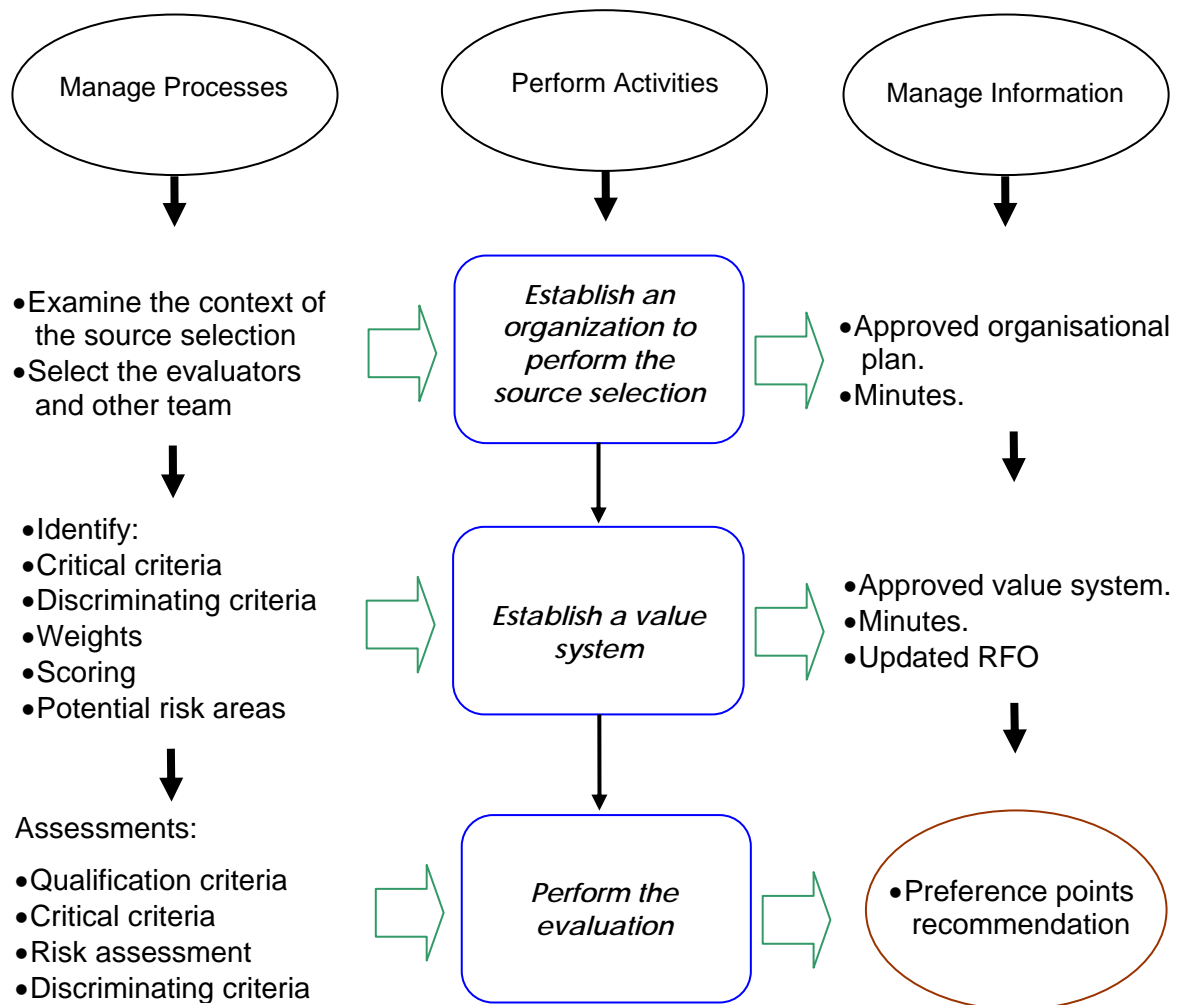 Manage Processes
Perform Activities
Manage Information
•Examine the context of
the source selection
•Select the evaluators
and other team
Establish an
organization to
perform the
source selection
•Approved organisational
plan.
•Minutes.
•Identify:
•Critical criteria
•Discriminating criteria
•Weights
•Scoring
•Potential risk areas
Establish a value
system
•Approved value system.
•Minutes.
•Updated RFO
Assessments:
•Qualification criteria
•Critical criteria
•Risk assessment
•Discriminating criteria
Perform the
evaluation
•Preference points
recommendation